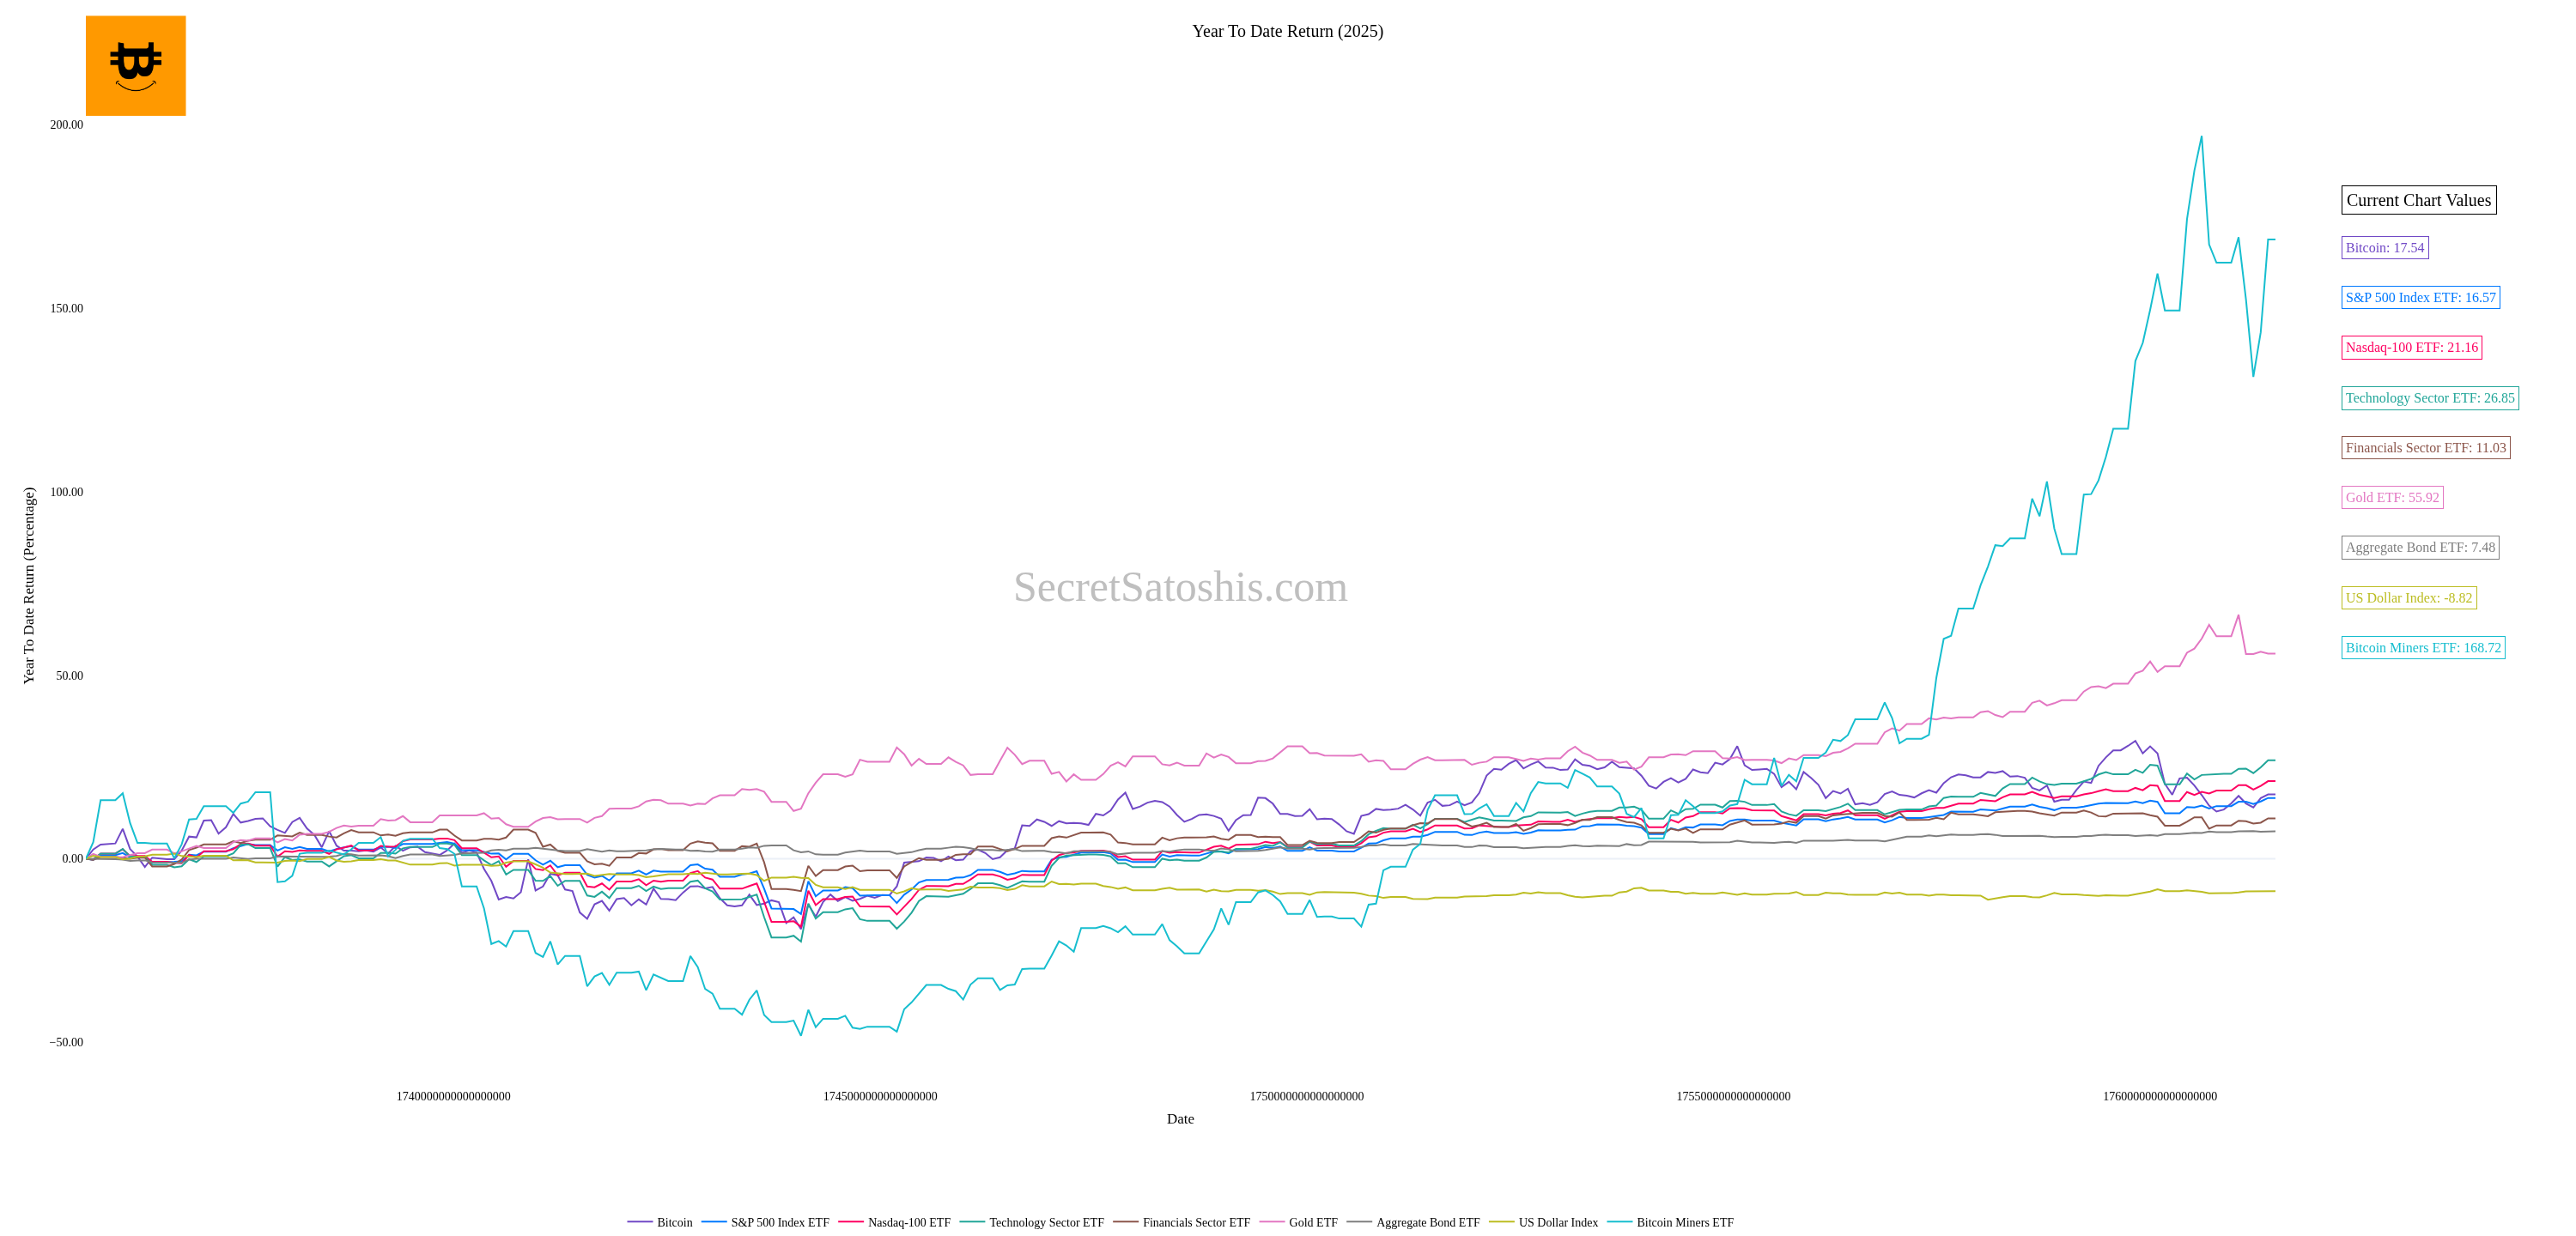 Year To Date Return (2025)
200.00
150.00
100.00
50.00
0.00
−50.00
Year To Date Return (Percentage)
SecretSatoshis.com
Current Chart Values
Bitcoin: 17.54
S&P 500 Index ETF: 16.57
Nasdaq-100 ETF: 21.16
Technology Sector ETF: 26.85
Financials Sector ETF: 11.03
Gold ETF: 55.92
Aggregate Bond ETF: 7.48
US Dollar Index: -8.82
Bitcoin Miners ETF: 168.72
1740000000000000000 1745000000000000000 1750000000000000000 1755000000000000000 1760000000000000000
Date
Bitcoin S&P 500 Index ETF Nasdaq-100 ETF Technology Sector ETF Financials Sector ETF Gold ETF Aggregate Bond ETF US Dollar Index Bitcoin Miners ETF